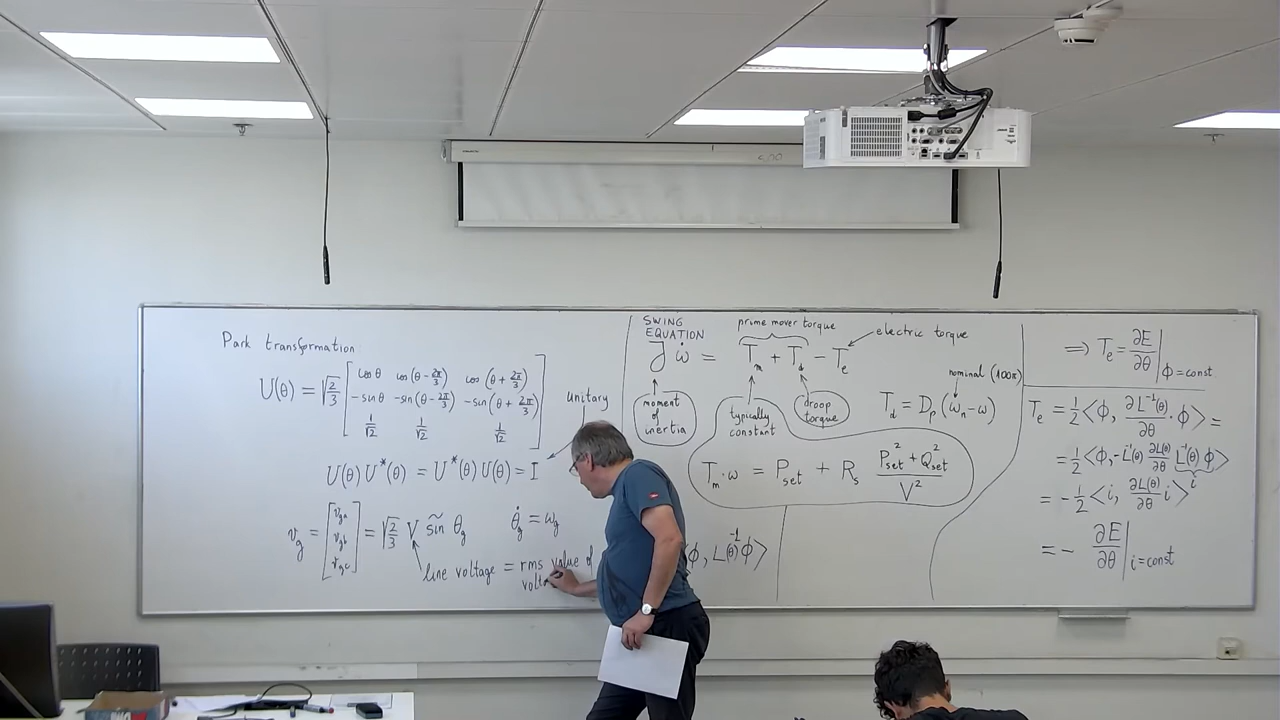 Park transformation
U(θ) = √2/3 [ cos θ cos(θ - 2π/3) cos(θ + 2π/3)
-sin θ -sin(θ - 2π/3) -sin(θ + 2π/3)
1/√2 1/√2 1/√2 ]
unitary
U(θ) U*(θ) = U*(θ) U(θ) = I
v_g = [ v_ga v_gb v_gc ] = √2/3 V s̃in θ_g θ̇_g = ω_g
line voltage = rms value of
volt
SWING
EQUATION
prime mover torque
J ω̇ = T_m + T_d - T_e
electric torque
moment
of
inertia
typically
constant
droop
torque
nominal (100π)
T_d = D_p (ω_n - ω)
T_m · ω = P_set + R_s (P²_set + Q²_set) / V²
ϕ, L(θ)⁻¹ ϕ⟩
⇒ T_e = ∂E/∂θ | ϕ = const
T_e = 1/2 ⟨ϕ, ∂L⁻¹(θ)/∂θ · ϕ⟩ =
= 1/2 ⟨ϕ, -L⁻¹(θ) ∂L(θ)/∂θ L⁻¹(θ) ϕ⟩
i
= - 1/2 ⟨i, ∂L(θ)/∂θ i⟩
= - ∂E/∂θ | i = const